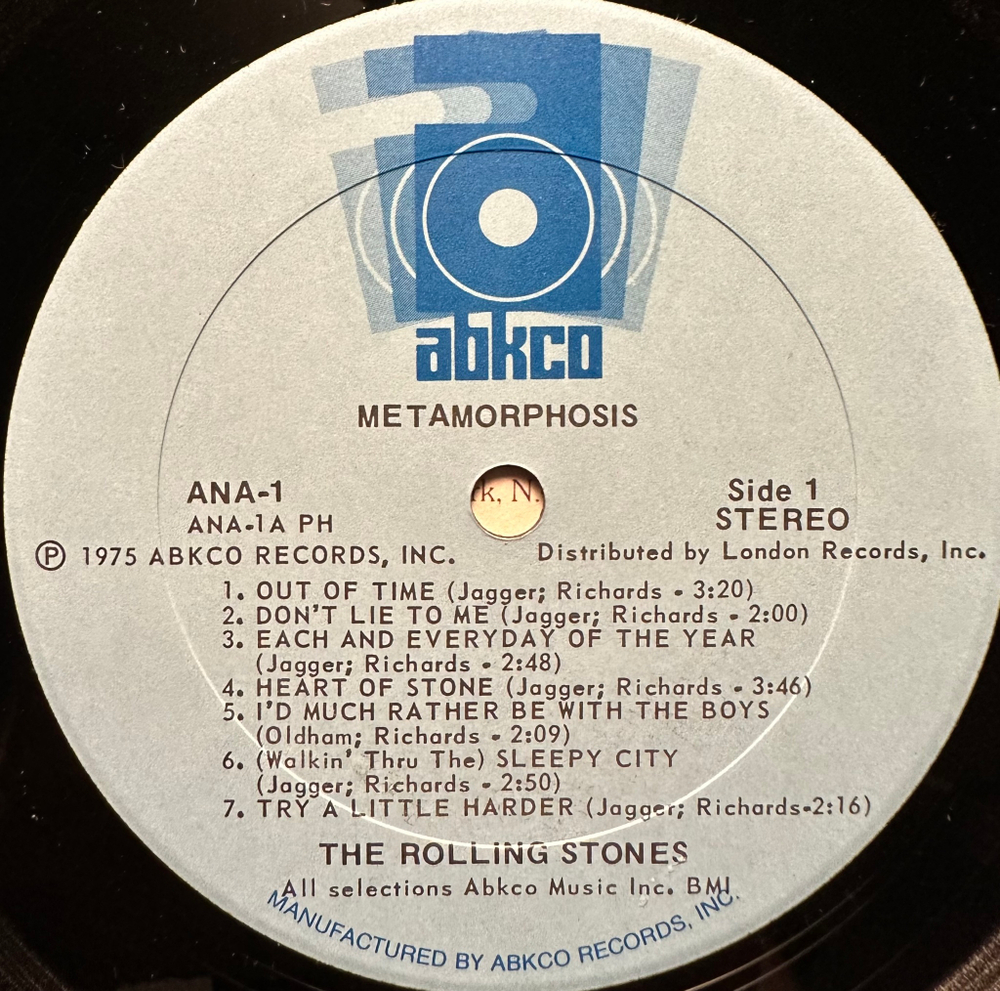 abkco
METAMORPHOSIS
k, N.
ANA-1
Side 1
ANA-1A PH
STEREO
Ⓟ 1975 ABKCO RECORDS, INC.
Distributed by London Records, Inc.
1. OUT OF TIME (Jagger; Richards - 3:20)
2. DON'T LIE TO ME (Jagger; Richards - 2:00)
3. EACH AND EVERYDAY OF THE YEAR
(Jagger; Richards - 2:48)
4. HEART OF STONE (Jagger; Richards - 3:46)
5. I'D MUCH RATHER BE WITH THE BOYS
(Oldham; Richards - 2:09)
6. (Walkin' Thru The) SLEEPY CITY
(Jagger; Richards - 2:50)
7. TRY A LITTLE HARDER (Jagger; Richards-2:16)
THE ROLLING STONES
All selections Abkco Music Inc. BMI
MANUFACTURED BY ABKCO RECORDS, INC.